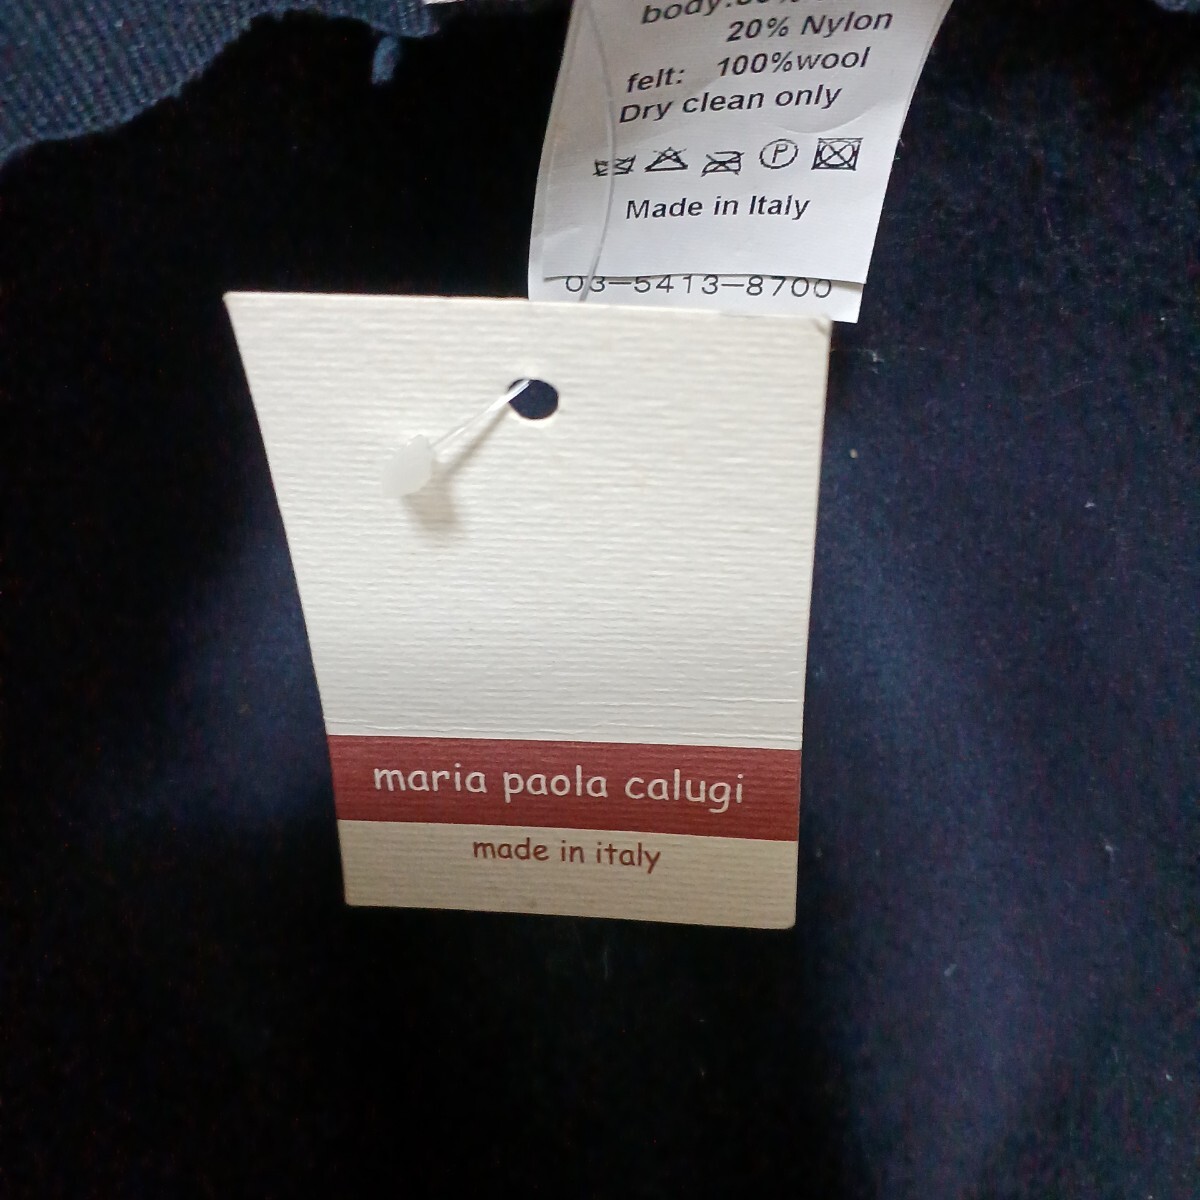 body:
20% Nylon
felt: 100%wool
Dry clean only
P
Made in Italy
03-5413-8700
maria paola calugi
made in italy